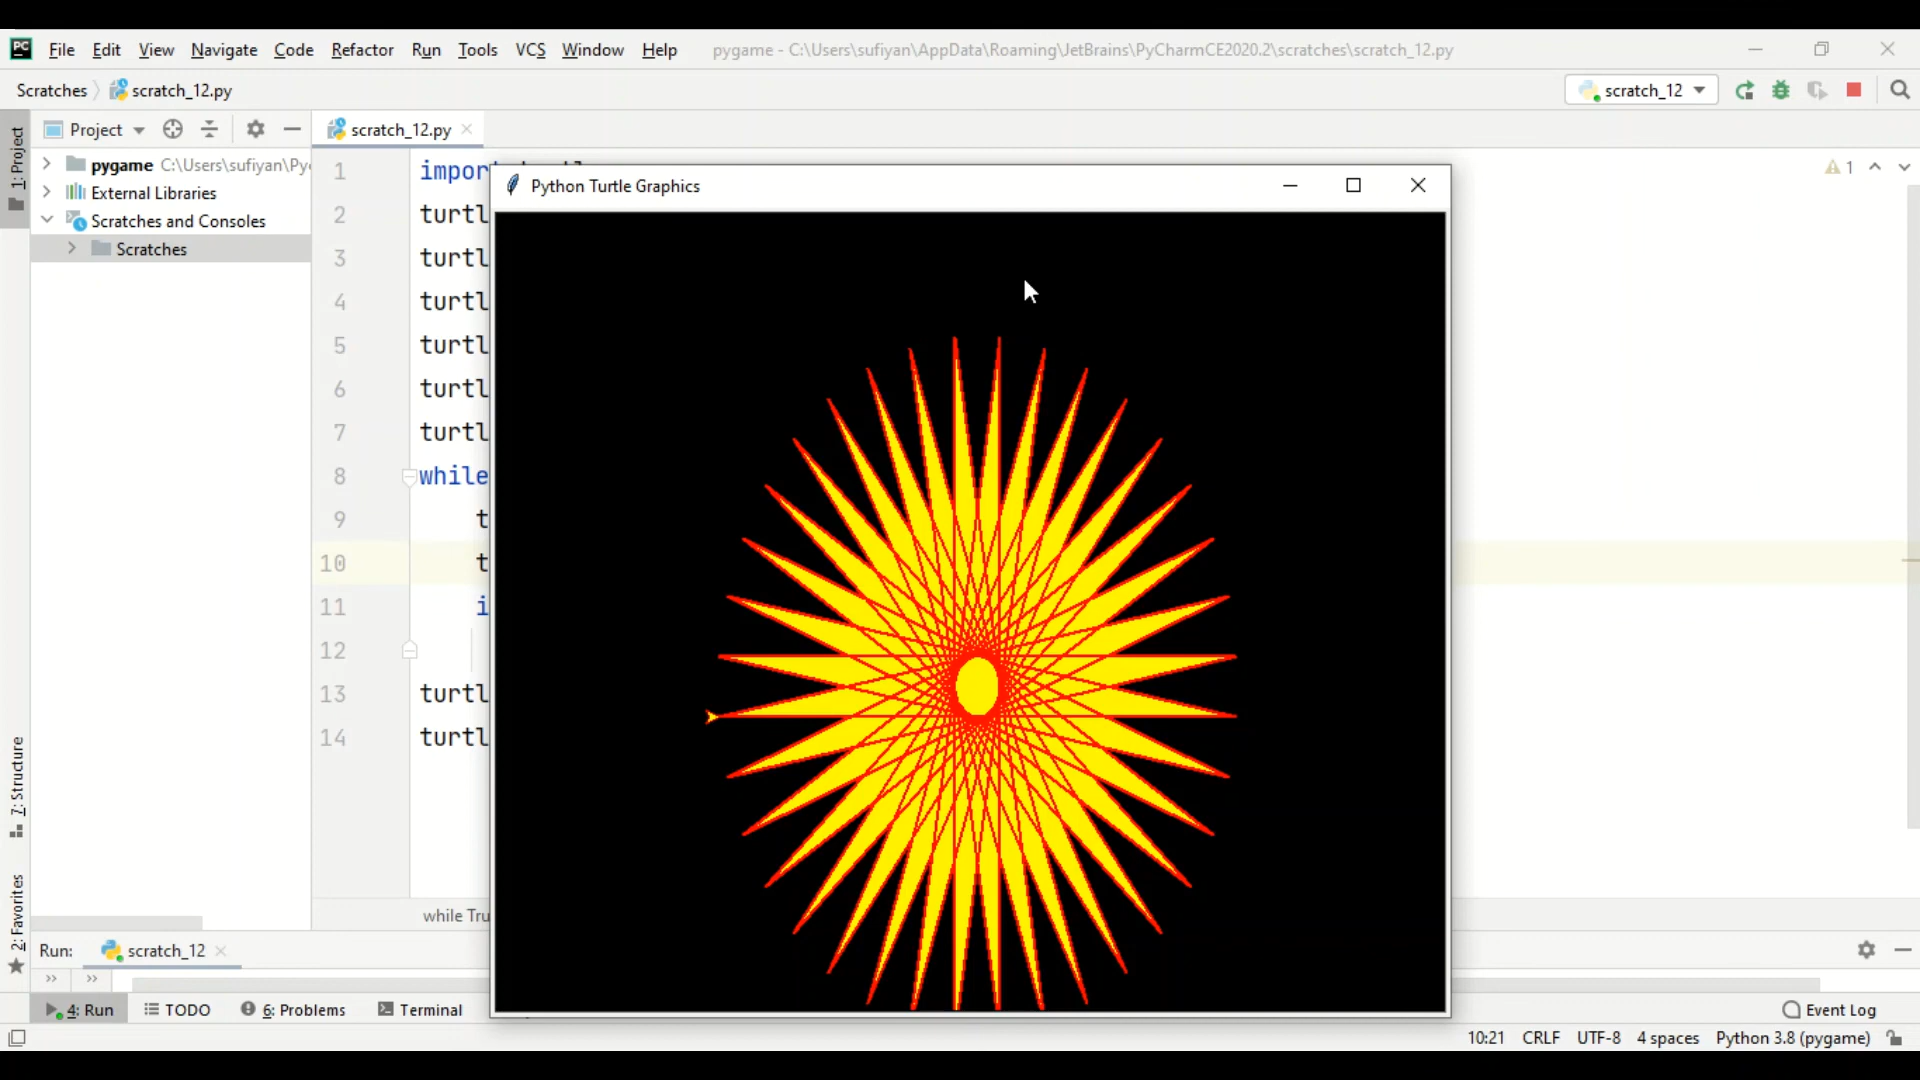 PC File Edit View Navigate Code Refactor Run Tools VCS Window Help pygame - C:\Users\sufiyan\AppData\Roaming\JetBrains\PyCharmCE2020.2\scratches\scratch_12.py
Scratches scratch_12.py scratch_12
1: Project
Project scratch_12.py
pygame C:\Users\sufiyan\Py
External Libraries
Scratches and Consoles
Scratches
1 impor
2 turtl
3 turtl
4 turtl
5 turtl
6 turtl
7 turtl
8 while
9 t
10 t
11 i
12
13 turtl
14 turtl
1
Python Turtle Graphics
while Tru
7: Structure
2: Favorites
Run: scratch_12
4: Run TODO 6: Problems Terminal Event Log
10:21 CRLF UTF-8 4 spaces Python 3.8 (pygame)